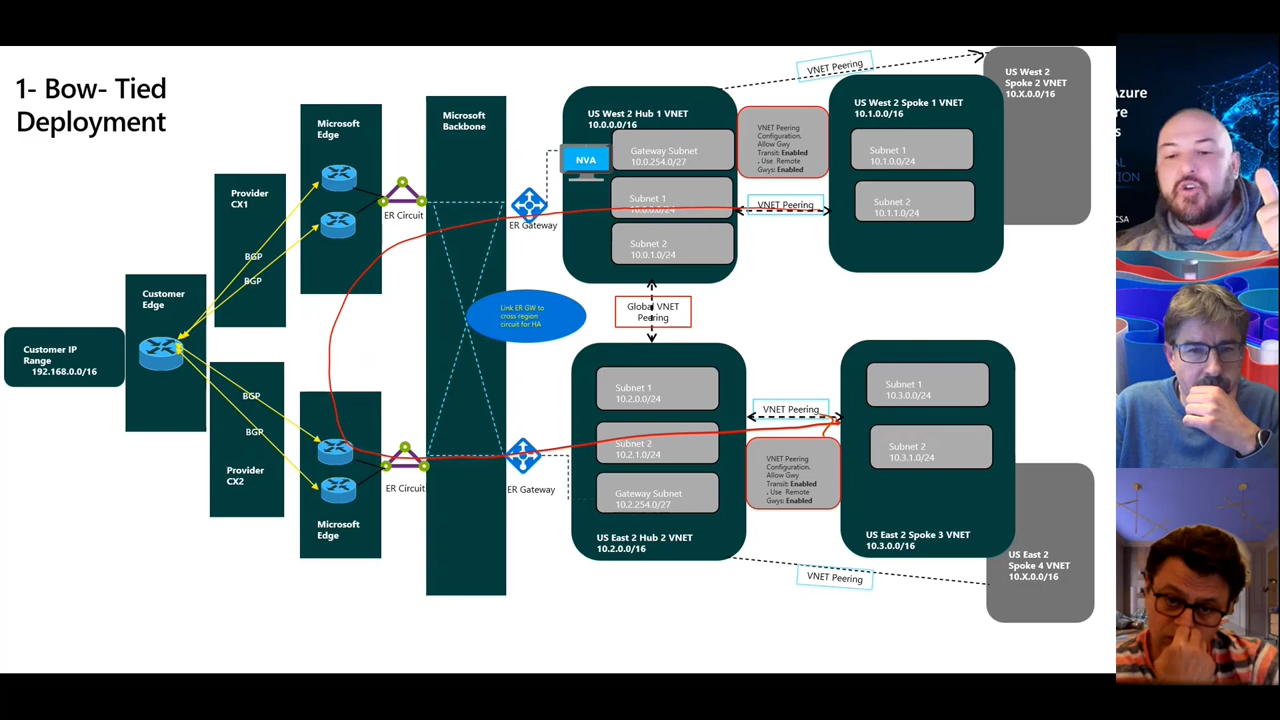 1- Bow- Tied
Deployment
Customer IP
Range
192.168.0.0/16
Customer
Edge
Provider
CX1
BGP
BGP
BGP
BGP
Provider
CX2
Microsoft
Edge
Microsoft
Edge
ER Circuit
ER Circuit
Microsoft
Backbone
Link ER GW to
cross region
circuit for HA
ER Gateway
ER Gateway
NVA
US West 2 Hub 1 VNET
10.0.0.0/16
Gateway Subnet
10.0.254.0/27
Subnet 1
10.0.0.0/24
Subnet 2
10.0.1.0/24
Global VNET
Peering
Subnet 1
10.2.0.0/24
Subnet 2
10.2.1.0/24
Gateway Subnet
10.2.254.0/27
US East 2 Hub 2 VNET
10.2.0.0/16
VNET Peering
VNET Peering
Configuration.
Allow Gwy
Transit: Enabled
. Use Remote
Gwys: Enabled
VNET Peering
VNET Peering
VNET Peering
Configuration.
Allow Gwy
Transit: Enabled
. Use Remote
Gwys: Enabled
VNET Peering
US West 2 Spoke 1 VNET
10.1.0.0/16
Subnet 1
10.1.0.0/24
Subnet 2
10.1.1.0/24
US West 2
Spoke 2 VNET
10.X.0.0/16
Subnet 1
10.3.0.0/24
Subnet 2
10.3.1.0/24
US East 2 Spoke 3 VNET
10.3.0.0/16
US East 2
Spoke 4 VNET
10.X.0.0/16
Azure
CSA